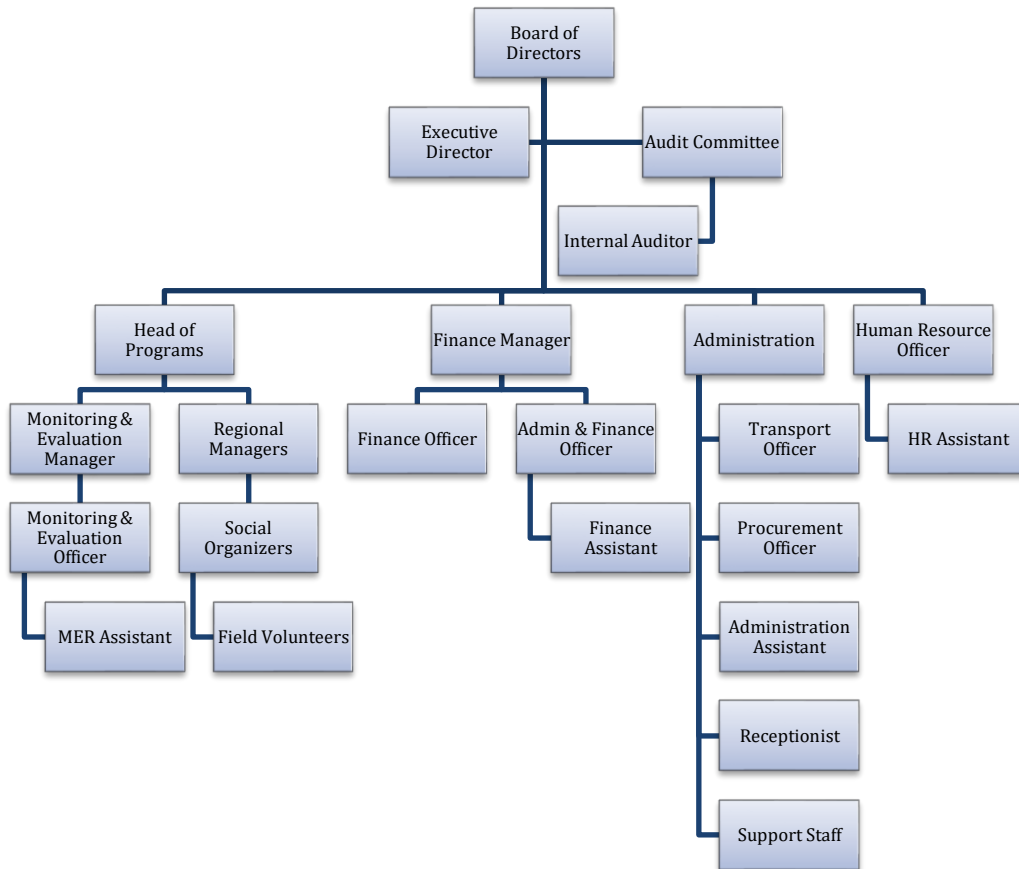 Board of
Directors
Executive
Director
Audit Committee
Internal Auditor
Head of
Programs
Finance Manager
Administration
Human Resource
Officer
Monitoring &
Evaluation
Manager
Regional
Managers
Finance Officer
Admin & Finance
Officer
Transport
Officer
HR Assistant
Monitoring &
Evaluation
Officer
Social
Organizers
Finance
Assistant
Procurement
Officer
MER Assistant
Field Volunteers
Administration
Assistant
Receptionist
Support Staff